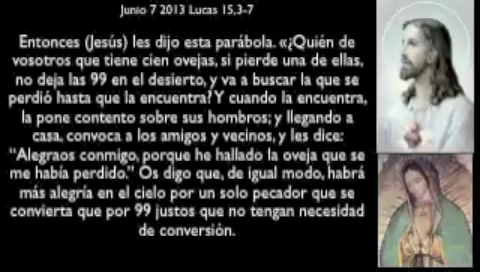 Junio 7 2013 Lucas 15,3-7
Entonces (Jesús) les dijo esta parábola. «¿Quién de
vosotros que tiene cien ovejas, si pierde una de ellas,
no deja las 99 en el desierto, y va a buscar la que se
perdió hasta que la encuentra? Y cuando la encuentra,
la pone contento sobre sus hombros; y llegando a
casa, convoca a los amigos y vecinos, y les dice:
“Alegraos conmigo, porque he hallado la oveja que se
me había perdido.” Os digo que, de igual modo, habrá
más alegría en el cielo por un solo pecador que se
convierta que por 99 justos que no tengan necesidad
de conversión.